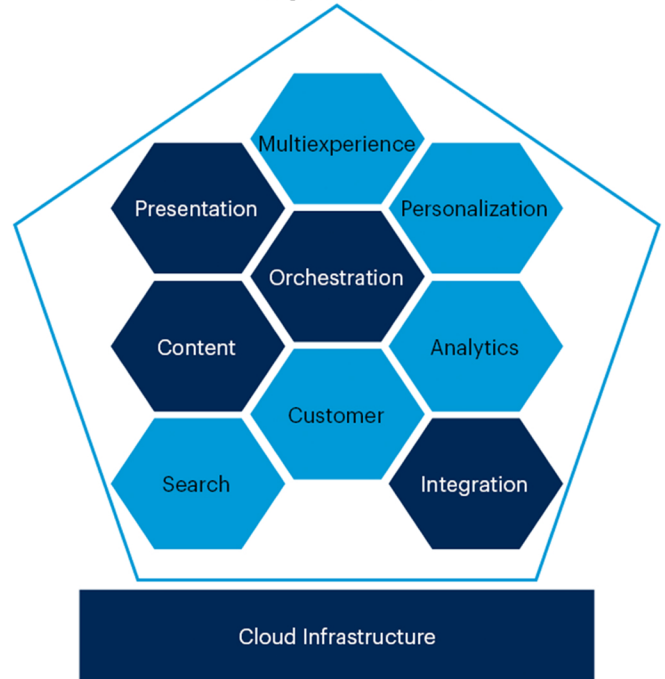 Multiexperience
Presentation
Personalization
Orchestration
Content
Analytics
Customer
Search
Integration
Cloud Infrastructure